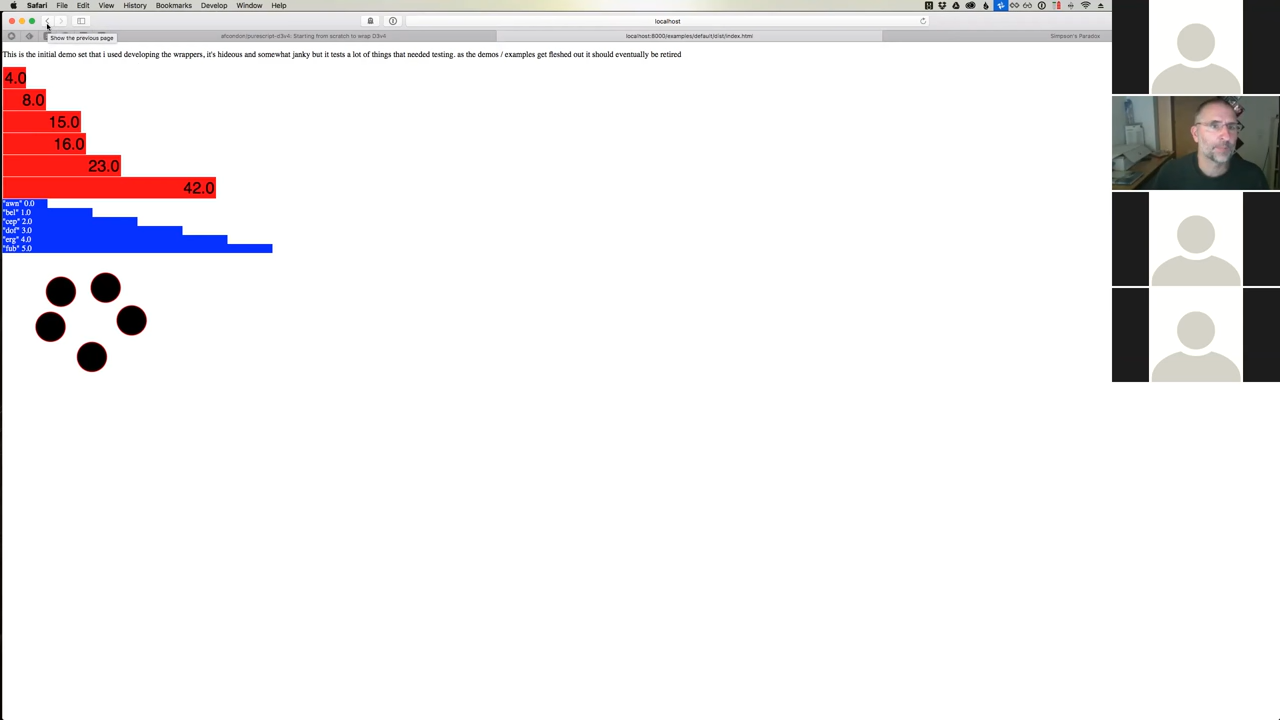 Safari File Edit View History Bookmarks Develop Window Help
localhost
Show the previous page
afcondon/purescript-d3v4: Starting from scratch to wrap D3v4
localhost:8000/examples/default/dist/index.html
Simpson's Paradox
This is the initial demo set that i used developing the wrappers, it's hideous and somewhat janky but it tests a lot of things that needed testing. as the demos / examples get fleshed out it should eventually be retired
4.0
8.0
15.0
16.0
23.0
42.0
"awn" 0.0
"bel" 1.0
"cep" 2.0
"dof" 3.0
"erg" 4.0
"fub" 5.0